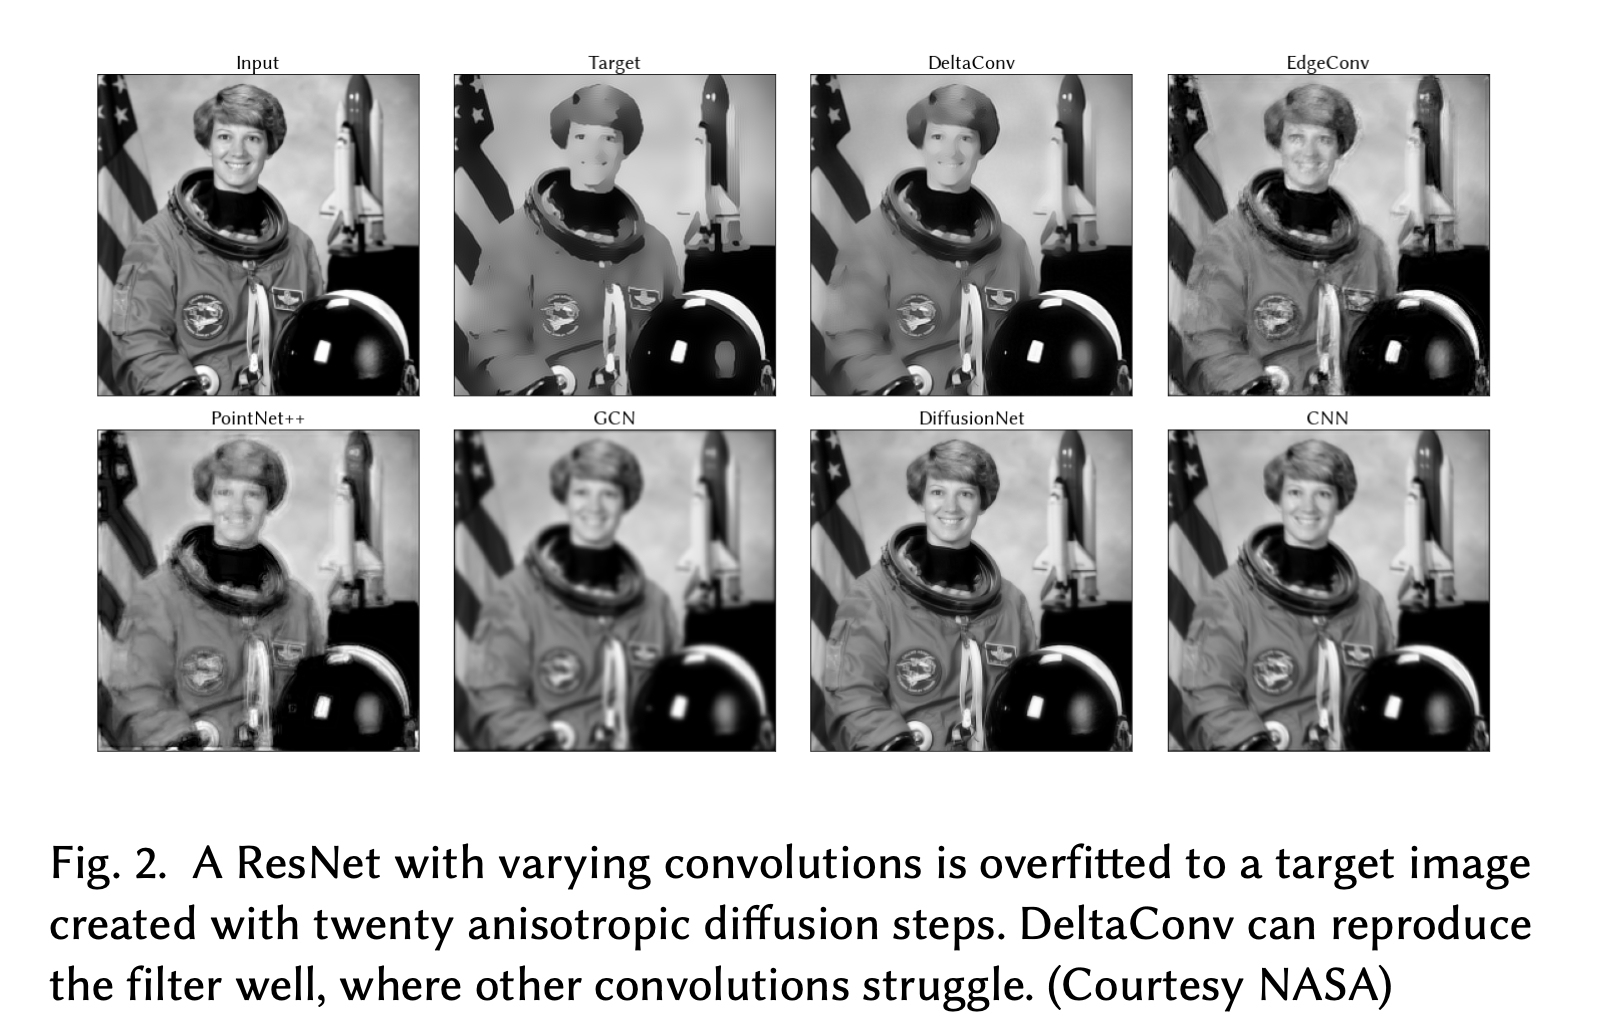 Input
Target
DeltaConv
EdgeConv
PointNet++
GCN
DiffusionNet
CNN
Fig. 2. A ResNet with varying convolutions is overfitted to a target image
created with twenty anisotropic diffusion steps. DeltaConv can reproduce
the filter well, where other convolutions struggle. (Courtesy NASA)